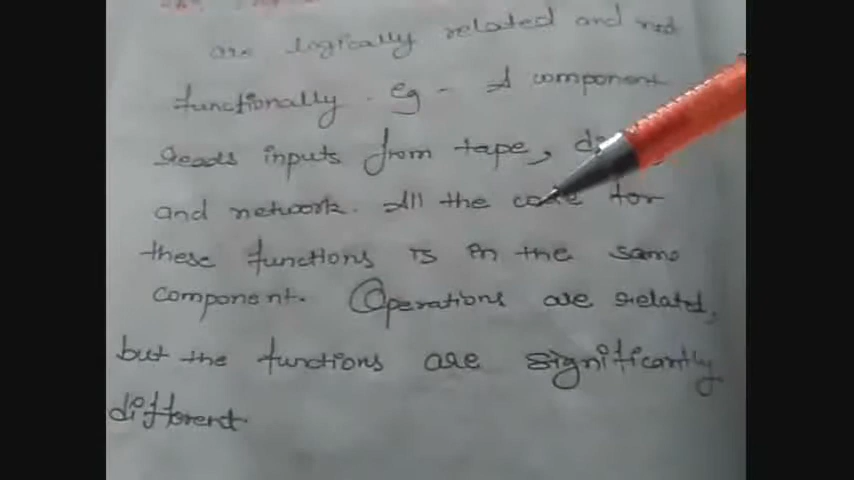 are logically related and not
functionally. eg - A component
reads inputs from tape,
and network. All the code for
these functions is in the same
component. Operations are related,
but the functions are significantly
different.